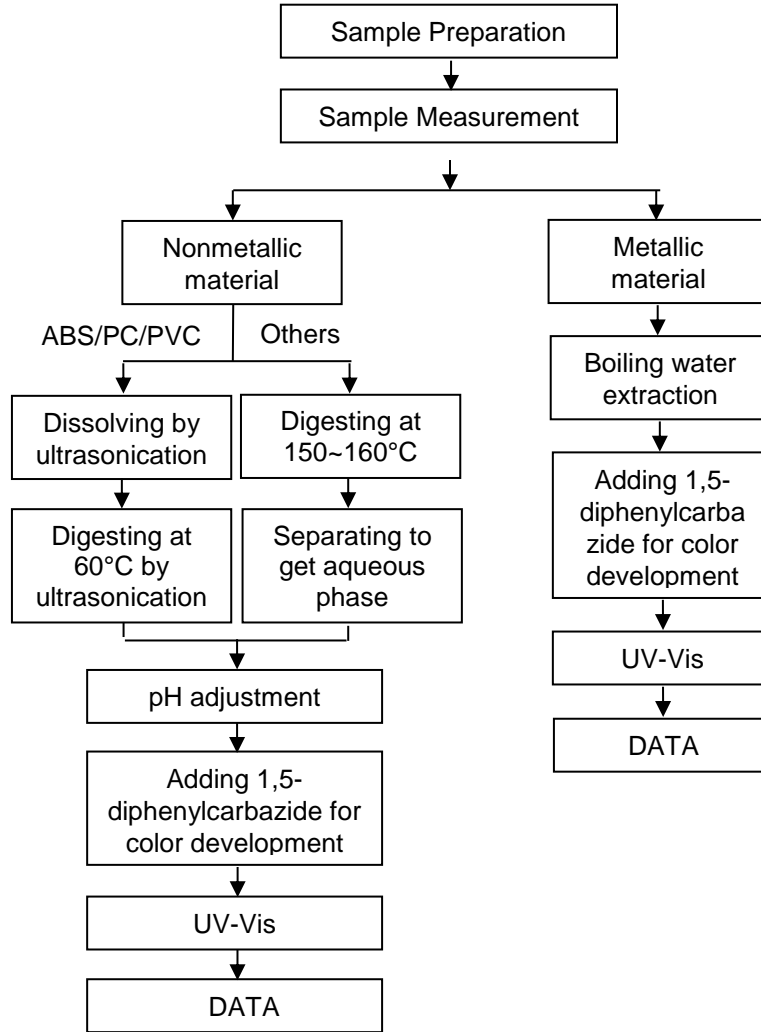 Sample Preparation
Sample Measurement
Nonmetallic
material
Metallic
material
ABS/PC/PVC
Others
Boiling water
extraction
Dissolving by
ultrasonication
Digesting at
150~160°C
Adding 1,5-
diphenylcarba
zide for color
development
Digesting at
60°C by
ultrasonication
Separating to
get aqueous
phase
UV-Vis
pH adjustment
DATA
Adding 1,5-
diphenylcarbazide for
color development
UV-Vis
DATA